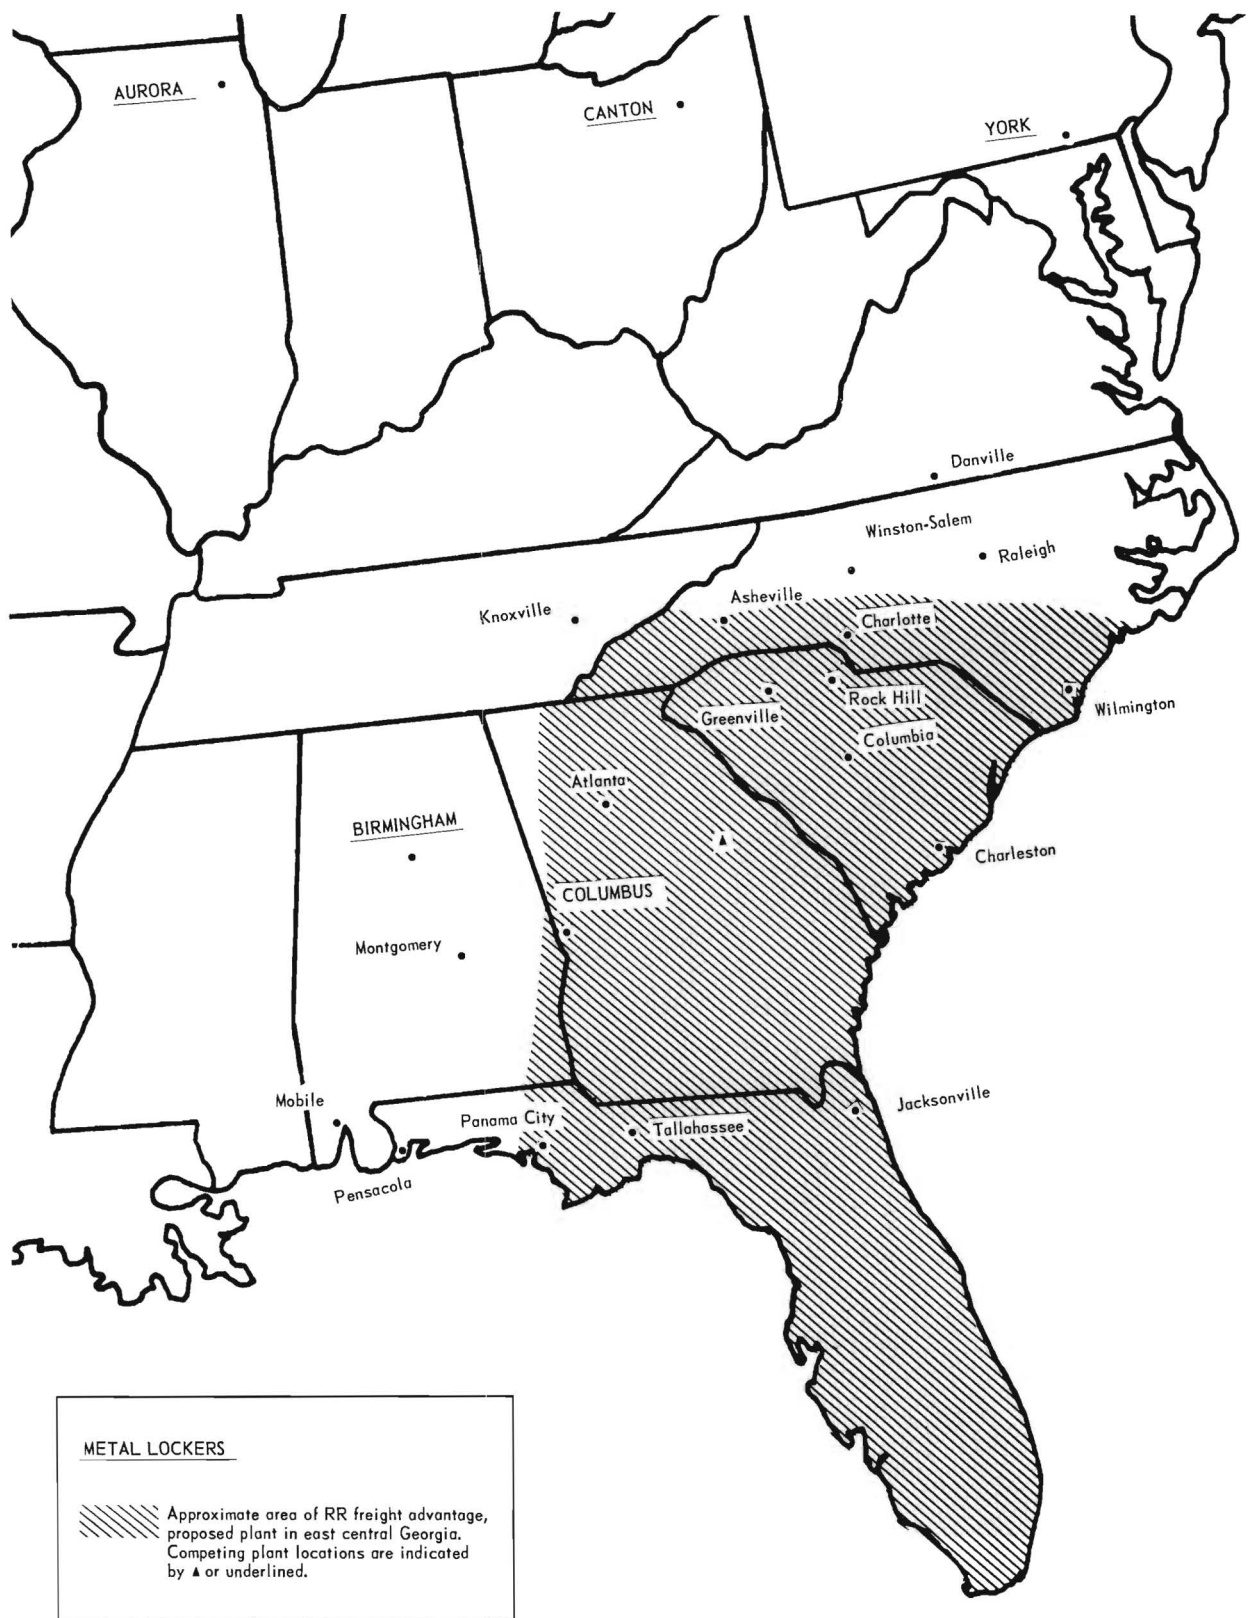 AURORA
CANTON
YORK
Danville
Winston-Salem
Raleigh
Asheville
Knoxville
Charlotte
Rock Hill
Greenville
Wilmington
Columbia
Atlanta
BIRMINGHAM
Charleston
COLUMBUS
Montgomery
Jacksonville
Mobile
Panama City
Tallahassee
Pensacola
METAL LOCKERS
Approximate area of RR freight advantage,
proposed plant in east central Georgia.
Competing plant locations are indicated
by ▲ or underlined.